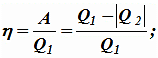 η = A/Q₁ = (Q₁ − |Q₂|)/Q₁ ;